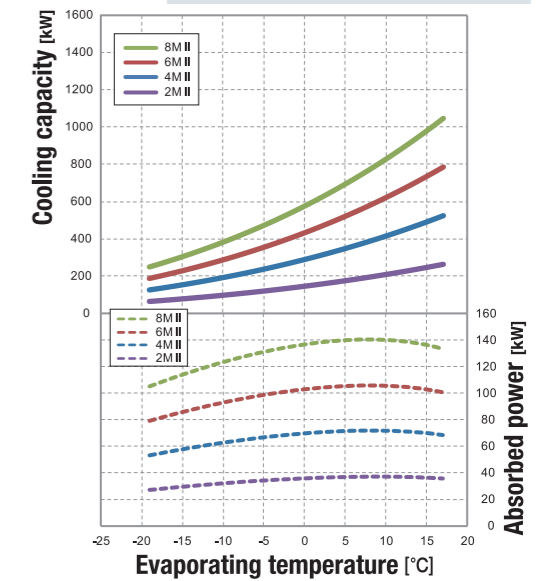 Cooling capacity [kW]
1600
1400
1200
1000
800
600
400
200
0
8M II
6M II
4M II
2M II
8M II
6M II
4M II
2M II
160
140
120
100
80
60
40
20
0
Absorbed power [kW]
-25 -20 -15 -10 -5 0 5 10 15 20
Evaporating temperature [°C]